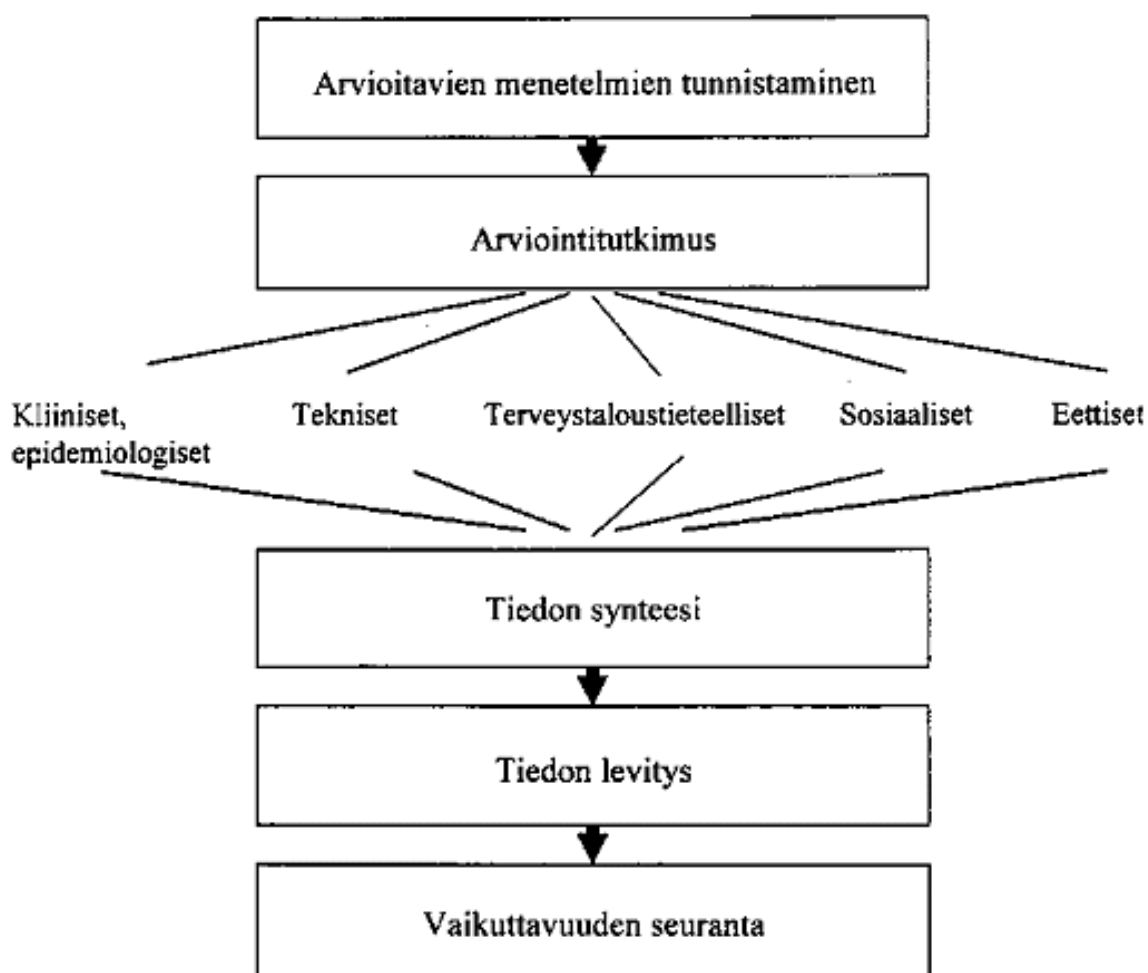 Arvioitavien menetelmien tunnistaminen
Arviointitutkimus
Kliiniset,
epidemiologiset
Tekniset
Terveystaloustieteelliset
Sosiaaliset
Eettiset
Tiedon synteesi
Tiedon levitys
Vaikuttavuuden seuranta